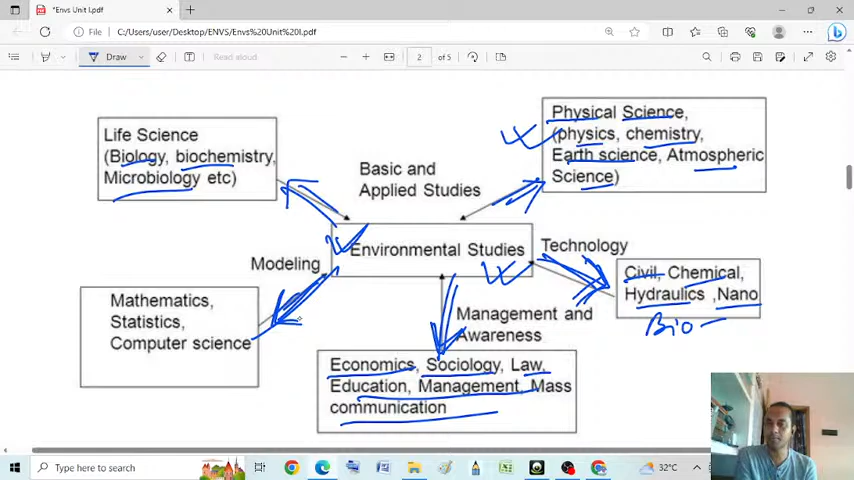 *Envs Unit I.pdf
File
C:/Users/user/Desktop/ENVS/Envs%20Unit%20I.pdf
Draw
Read aloud
2
of 5
Life Science
(Biology, biochemistry,
Microbiology etc)
Physical Science,
(physics, chemistry,
Earth science, Atmospheric
Science)
Basic and
Applied Studies
Environmental Studies
Technology
Modeling
Civil, Chemical,
Hydraulics ,Nano
Bio
Mathematics,
Statistics,
Computer science
Management and
Awareness
Economics, Sociology, Law,
Education, Management, Mass
communication
Type here to search
32°C